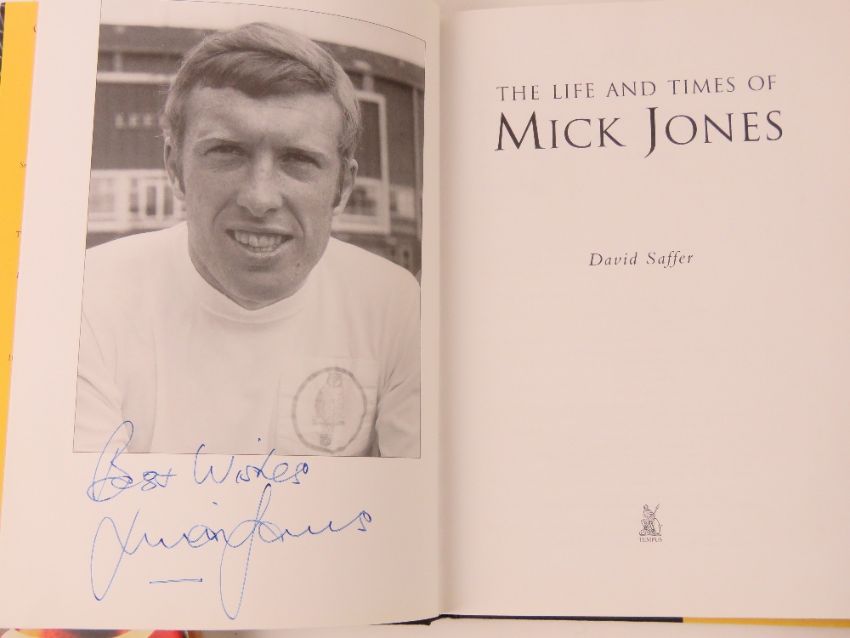 Best Wishes
Mick Jones
THE LIFE AND TIMES OF
MICK JONES
David Saffer
TEMPUS